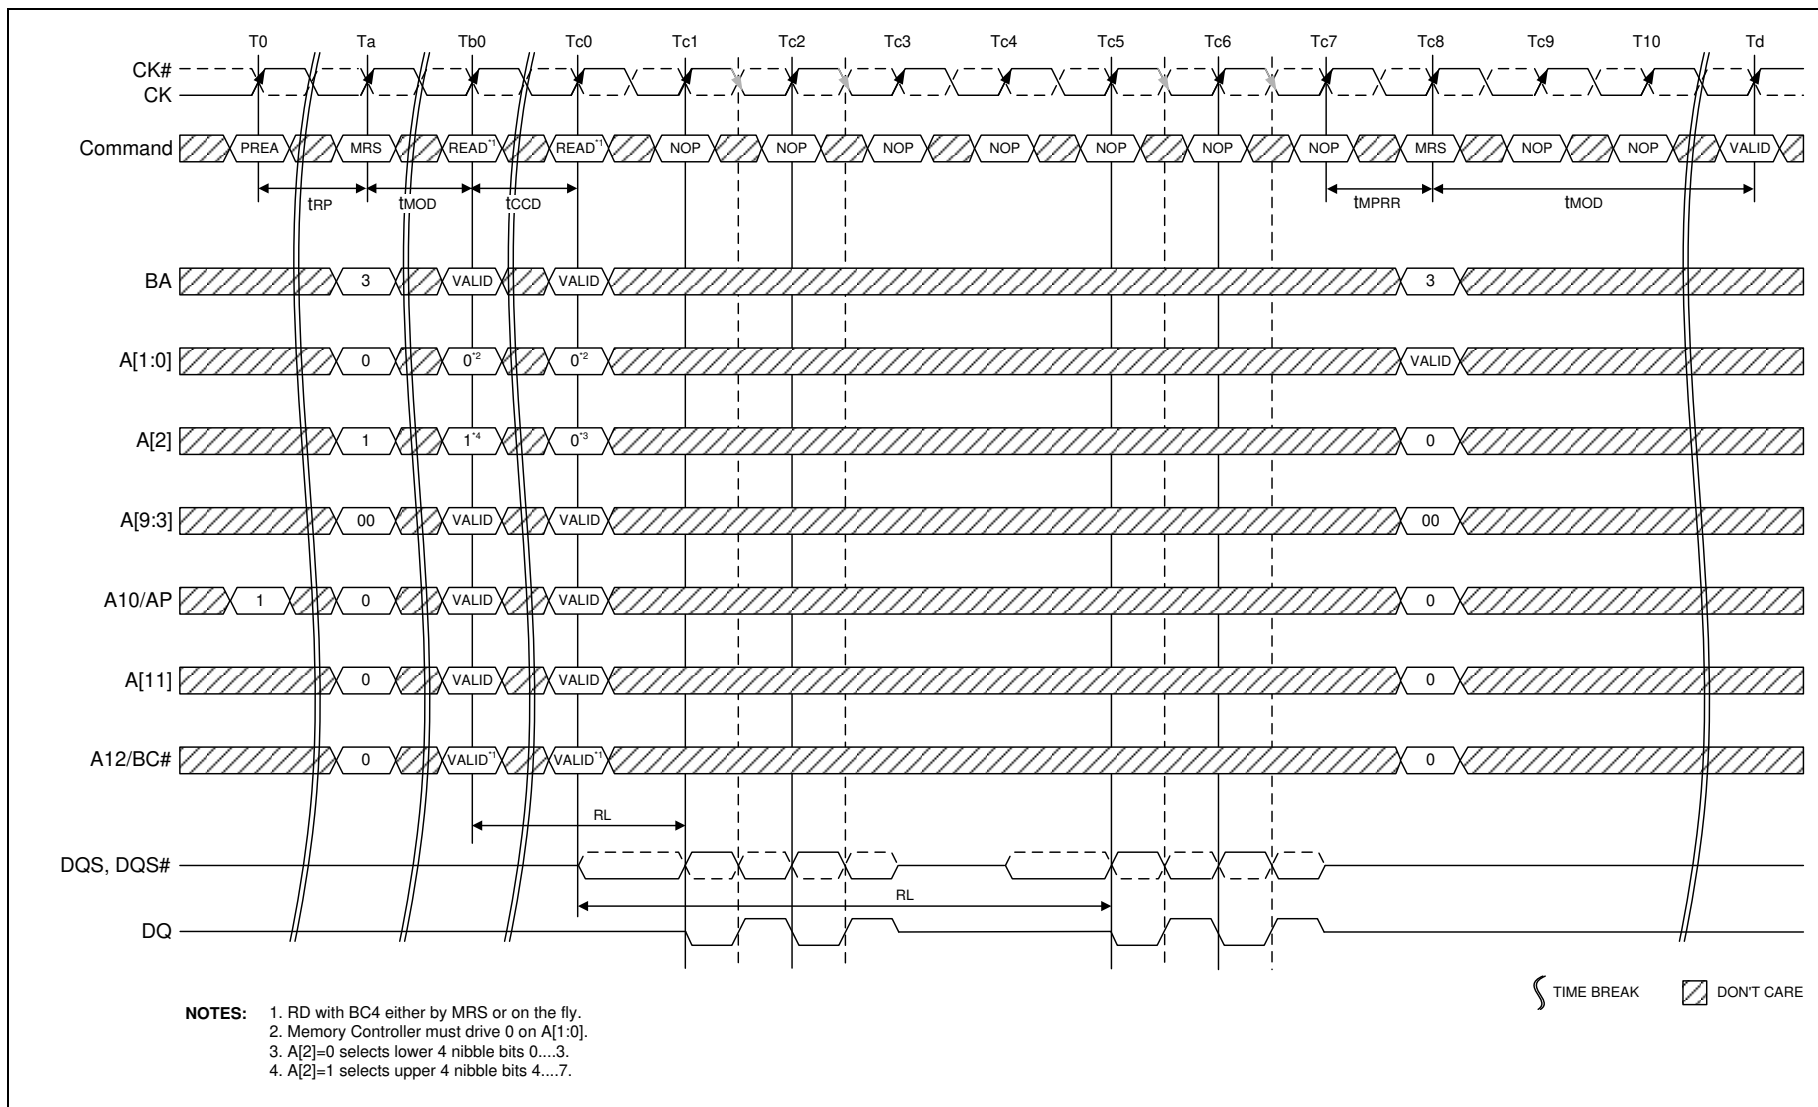 T0 Ta Tb0 Tc0 Tc1 Tc2 Tc3 Tc4 Tc5 Tc6 Tc7 Tc8 Tc9 T10 Td
CK#
CK
Command PREA MRS READ*1 READ*1 NOP NOP NOP NOP NOP NOP NOP MRS NOP NOP VALID
tRP tMOD tCCD tMPRR tMOD
BA 3 VALID VALID 3
A[1:0] 0 0*2 0*2 VALID
A[2] 1 1*4 0*3 0
A[9:3] 00 VALID VALID 00
A10/AP 1 0 VALID VALID 0
A[11] 0 VALID VALID 0
A12/BC# 0 VALID*1 VALID*1 0
RL
DQS, DQS#
RL
DQ
TIME BREAK DON'T CARE
NOTES: 1. RD with BC4 either by MRS or on the fly.
2. Memory Controller must drive 0 on A[1:0].
3. A[2]=0 selects lower 4 nibble bits 0....3.
4. A[2]=1 selects upper 4 nibble bits 4....7.